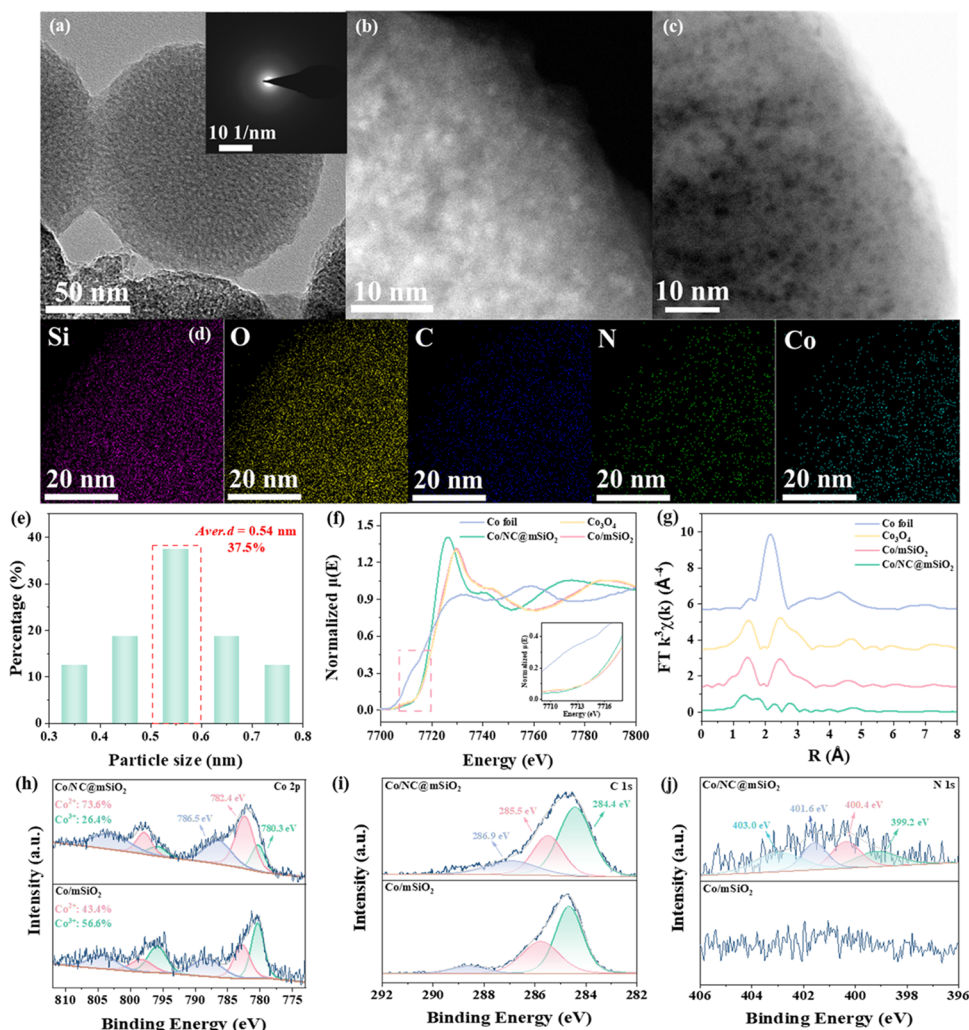 (a)
10 1/nm
50 nm
(b)
10 nm
(c)
10 nm
Si
(d)
20 nm
O
20 nm
C
20 nm
N
20 nm
Co
20 nm
(e)
Aver.d = 0.54 nm
37.5%
Percentage (%)
40
30
20
10
0
0.3 0.4 0.5 0.6 0.7 0.8
Particle size (nm)
(f)
Co foil
Co₃O₄
Co/NC@mSiO₂
Co/mSiO₂
Normalized μ(E)
1.5
1.2
0.9
0.6
0.3
0.0
Normalized μ(E)
0.4
0.2
0.0
7710 7713 7716
Energy (eV)
7700 7720 7740 7760 7780 7800
Energy (eV)
(g)
Co foil
Co₃O₄
Co/mSiO₂
Co/NC@mSiO₂
FT k³χ(k) (Å⁻⁴)
10
8
6
4
2
0
0 1 2 3 4 5 6 7 8
R (Å)
(h)
Co/NC@mSiO₂
Co 2p
Co²⁺: 73.6%
Co³⁺: 26.4%
782.4 eV
786.5 eV
780.3 eV
Co/mSiO₂
Co²⁺: 43.4%
Co³⁺: 56.6%
Intensity (a.u.)
810 805 800 795 790 785 780 775
Binding Energy (eV)
(i)
Co/NC@mSiO₂
C 1s
285.5 eV
284.4 eV
286.9 eV
Co/mSiO₂
Intensity (a.u.)
292 290 288 286 284 282
Binding Energy (eV)
(j)
Co/NC@mSiO₂
N 1s
401.6 eV
400.4 eV
403.0 eV
399.2 eV
Co/mSiO₂
Intensity (a.u.)
406 404 402 400 398 396
Binding Energy (eV)